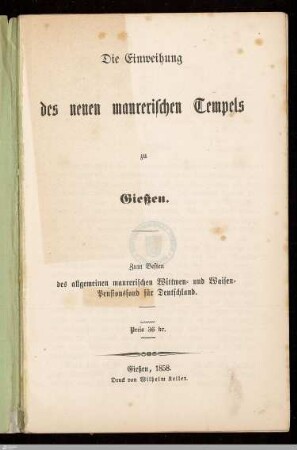 Die Einweihung
des neuen maurerischen Tempels
zu
Gießen.
Zum Besten
des allgemeinen maurerischen Wittwen- und Waisen-
Pensionsfond für Deutschland.
Preis 36 kr.
Gießen, 1858.
Druck von Wilhelm Keller.